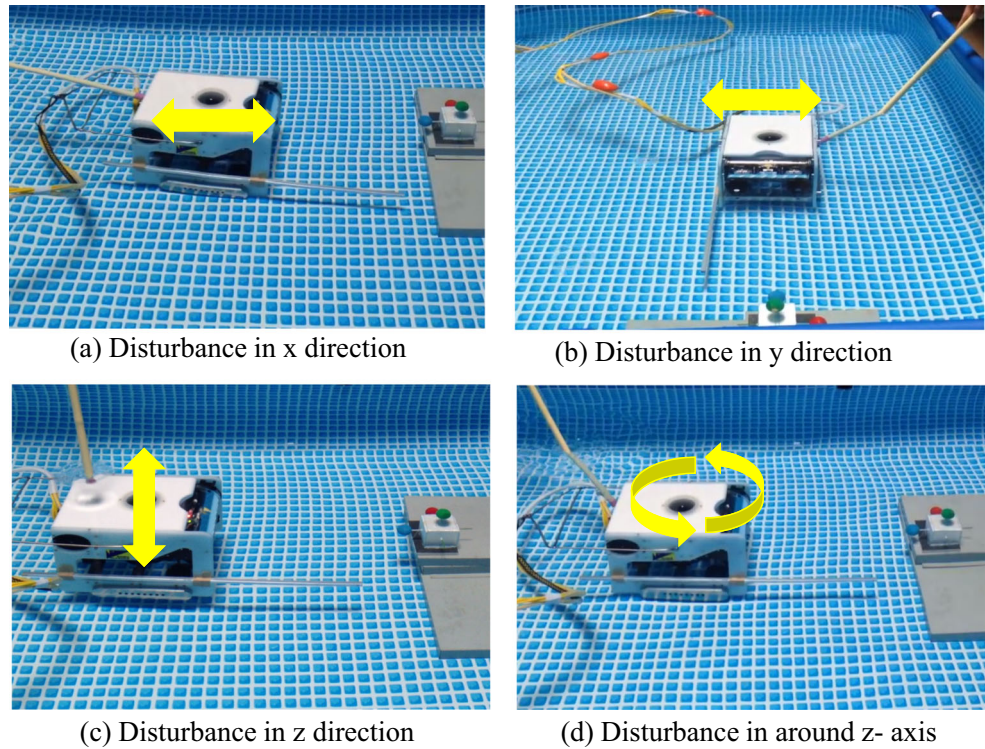 (a) Disturbance in x direction
(b) Disturbance in y direction
(c) Disturbance in z direction
(d) Disturbance in around z- axis